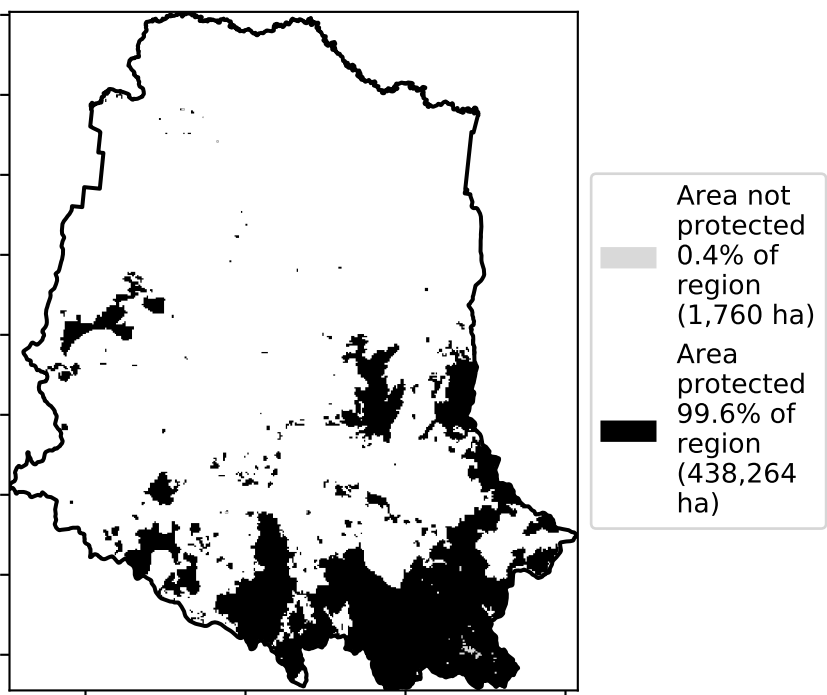 Area not
protected
0.4% of
region
(1,760 ha)
Area
protected
99.6% of
region
(438,264
ha)